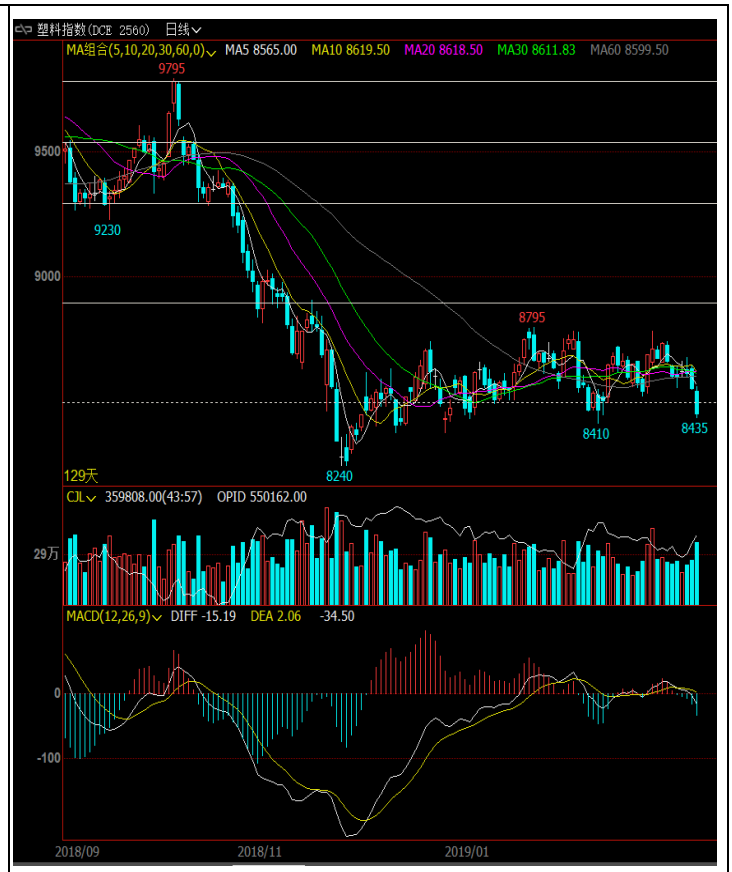 塑料指数(DCE 2560) 日线
MA组合(5,10,20,30,60,0) MA5 8565.00 MA10 8619.50 MA20 8618.50 MA30 8611.83 MA60 8599.50
9795
9500
9230
9000
8795
8410
8435
8240
129天
CJL 359808.00(43:57) OPID 550162.00
29万
MACD(12,26,9) DIFF -15.19 DEA 2.06 -34.50
0
-100
2018/09 2018/11 2019/01